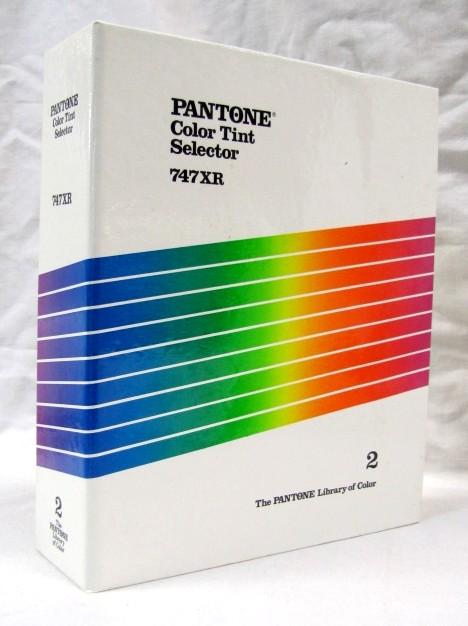 PANTONE®
Color Tint
Selector
747XR
2
The PANTONE Library of Color
PANTONE
Color Tint
Selector
747XR
2
The
PANTONE
Library
of Color